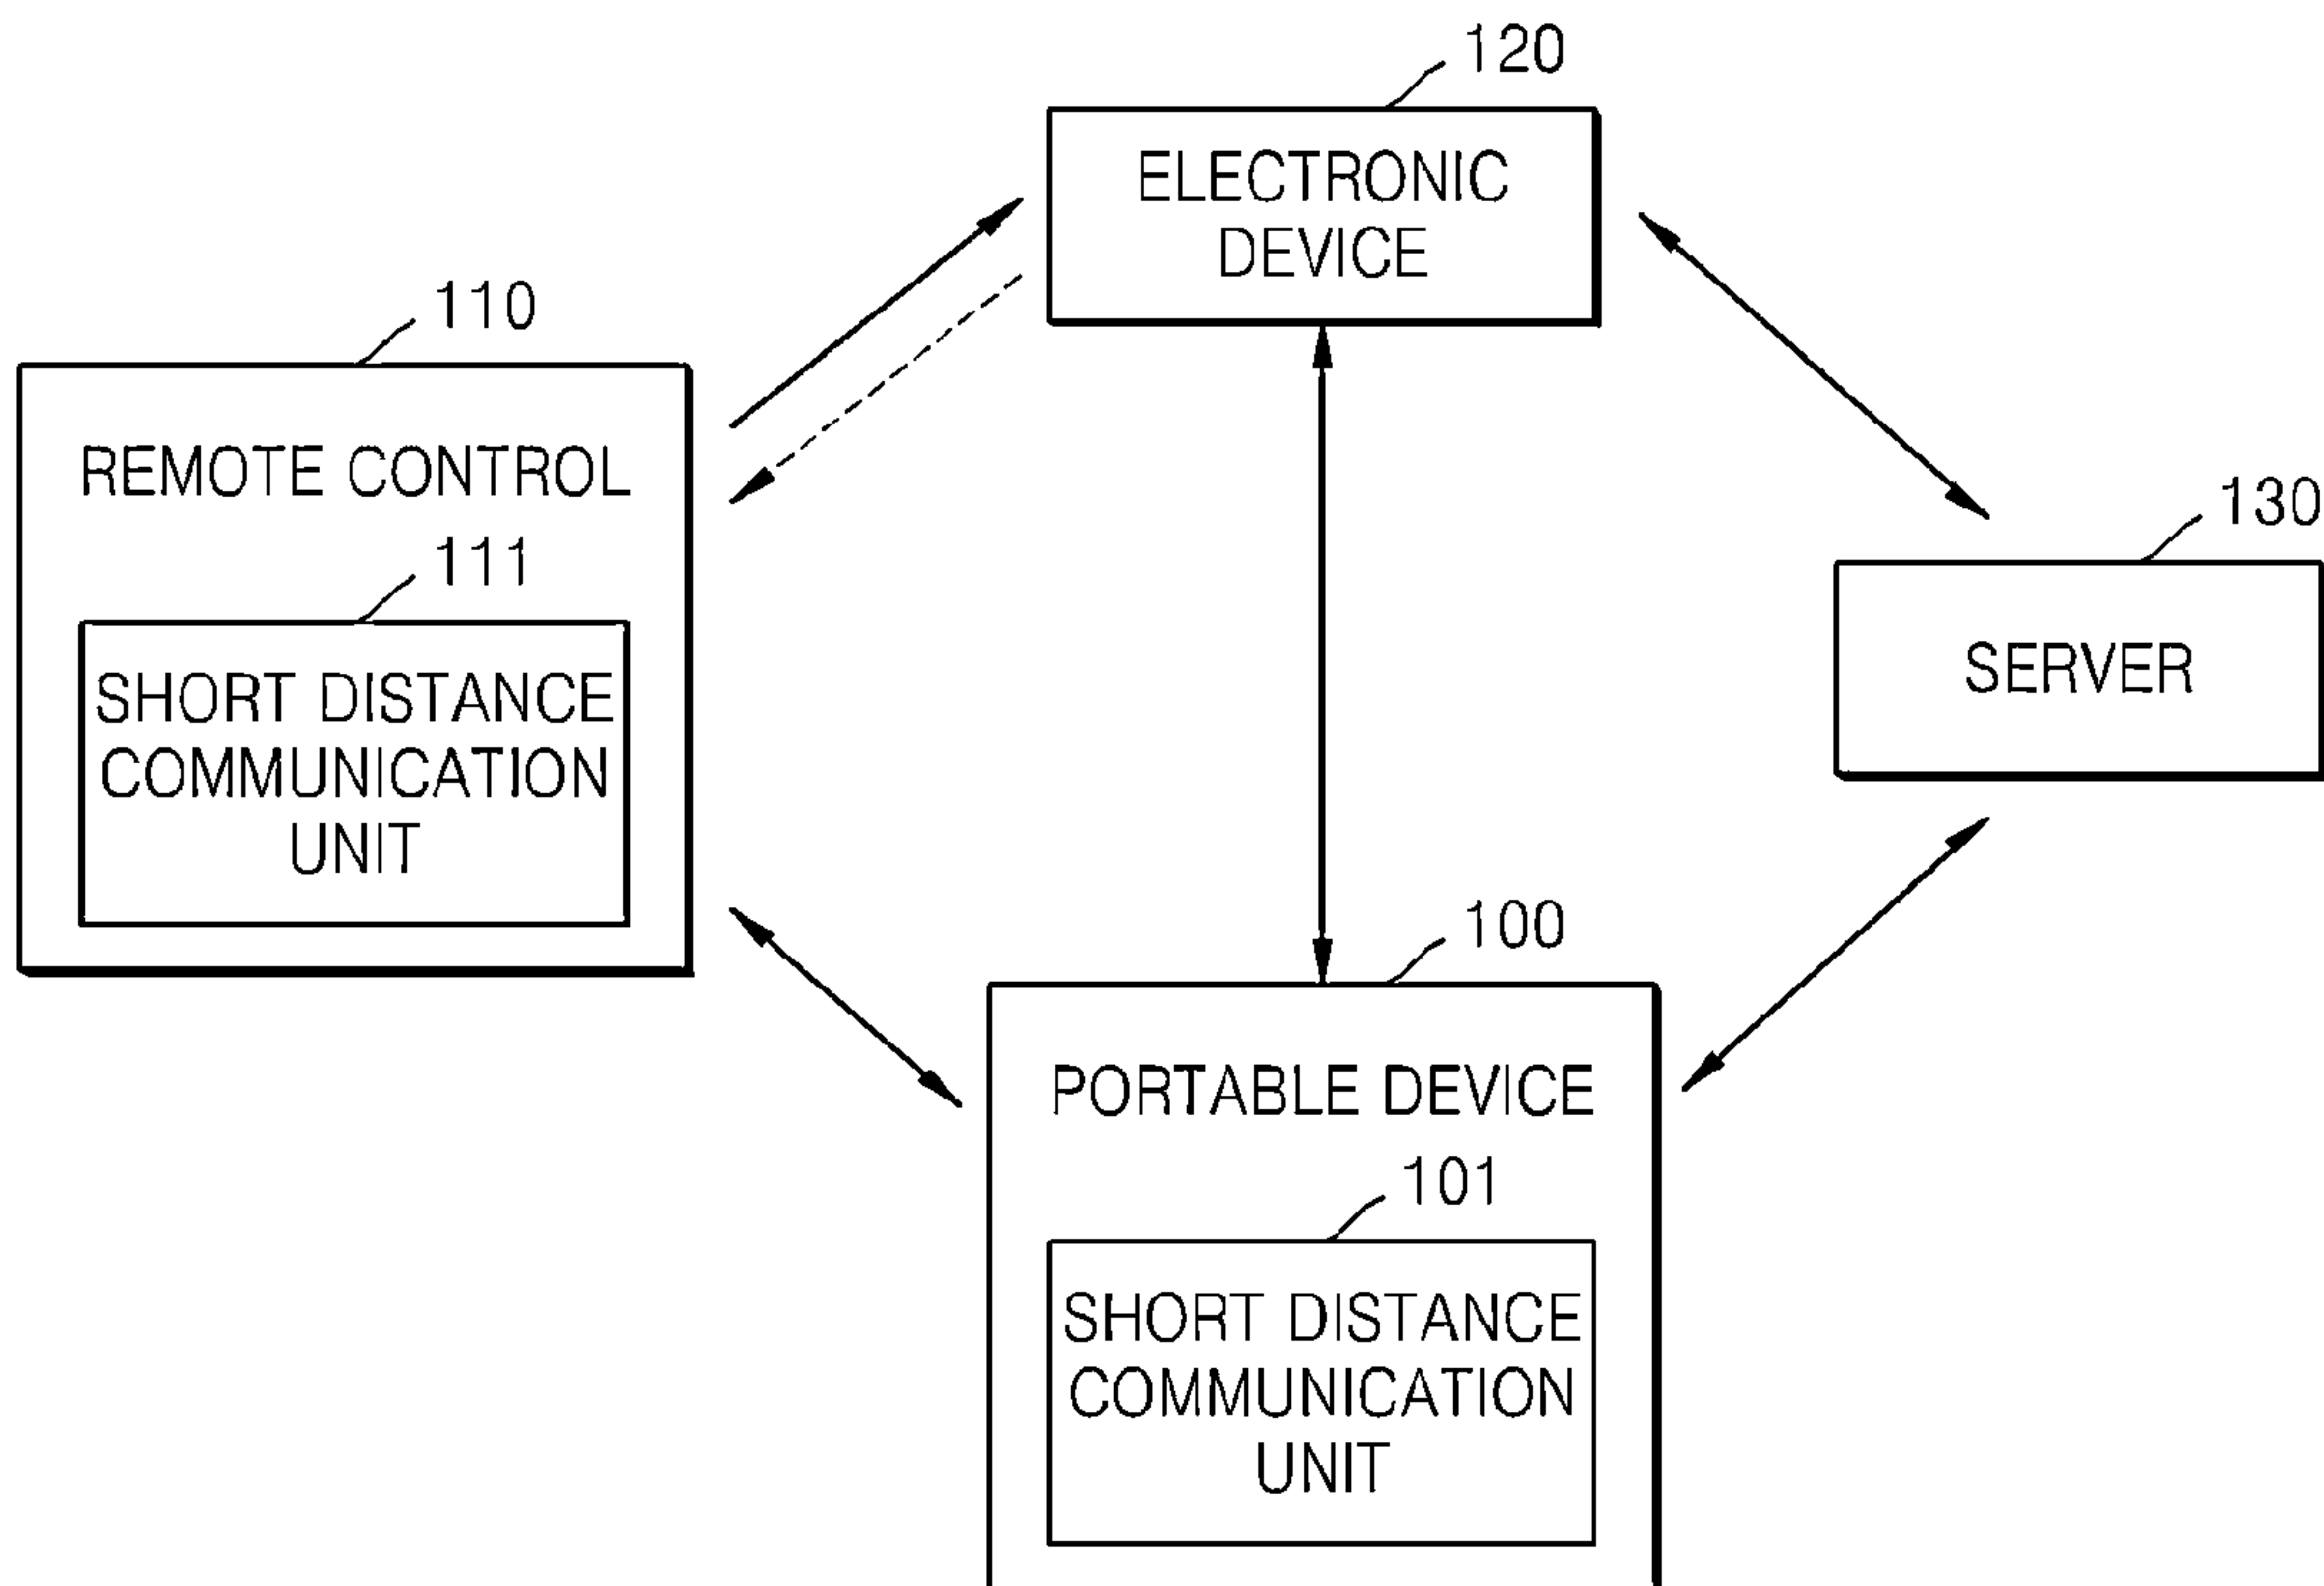 120
ELECTRONIC
DEVICE
110
REMOTE CONTROL
111
SHORT DISTANCE
COMMUNICATION
UNIT
130
SERVER
100
PORTABLE DEVICE
101
SHORT DISTANCE
COMMUNICATION
UNIT